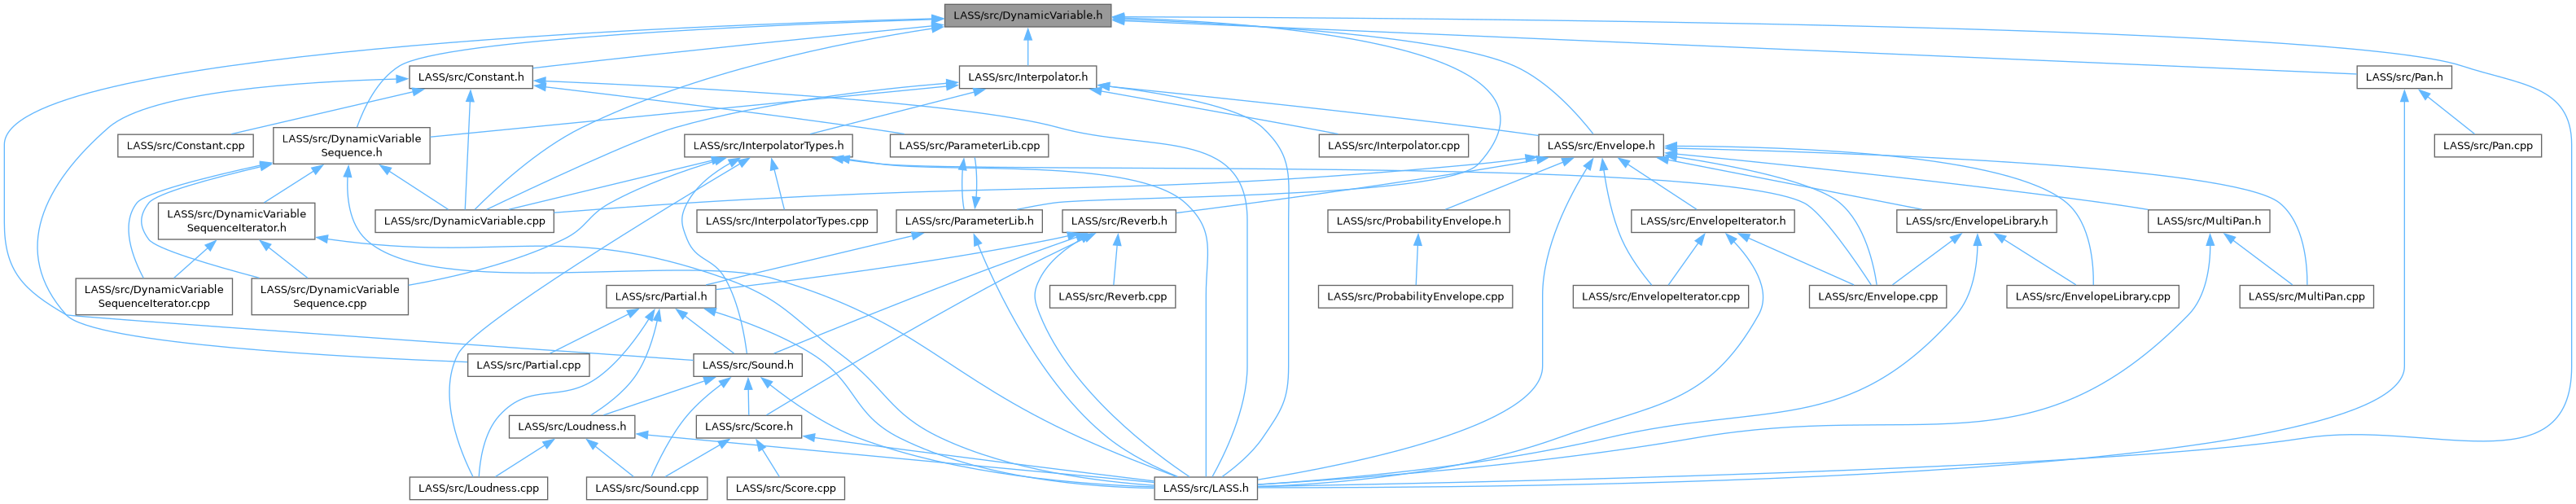 LASS/src/DynamicVariable.h
LASS/src/Constant.h
LASS/src/Interpolator.h
LASS/src/Pan.h
LASS/src/Constant.cpp
LASS/src/DynamicVariable
Sequence.h
LASS/src/InterpolatorTypes.h
LASS/src/ParameterLib.cpp
LASS/src/Interpolator.cpp
LASS/src/Envelope.h
LASS/src/Pan.cpp
LASS/src/DynamicVariable
SequenceIterator.h
LASS/src/DynamicVariable.cpp
LASS/src/InterpolatorTypes.cpp
LASS/src/ParameterLib.h
LASS/src/Reverb.h
LASS/src/ProbabilityEnvelope.h
LASS/src/EnvelopeIterator.h
LASS/src/EnvelopeLibrary.h
LASS/src/MultiPan.h
LASS/src/DynamicVariable
SequenceIterator.cpp
LASS/src/DynamicVariable
Sequence.cpp
LASS/src/Partial.h
LASS/src/Reverb.cpp
LASS/src/ProbabilityEnvelope.cpp
LASS/src/EnvelopeIterator.cpp
LASS/src/Envelope.cpp
LASS/src/EnvelopeLibrary.cpp
LASS/src/MultiPan.cpp
LASS/src/Partial.cpp
LASS/src/Sound.h
LASS/src/Loudness.h
LASS/src/Score.h
LASS/src/Loudness.cpp
LASS/src/Sound.cpp
LASS/src/Score.cpp
LASS/src/LASS.h